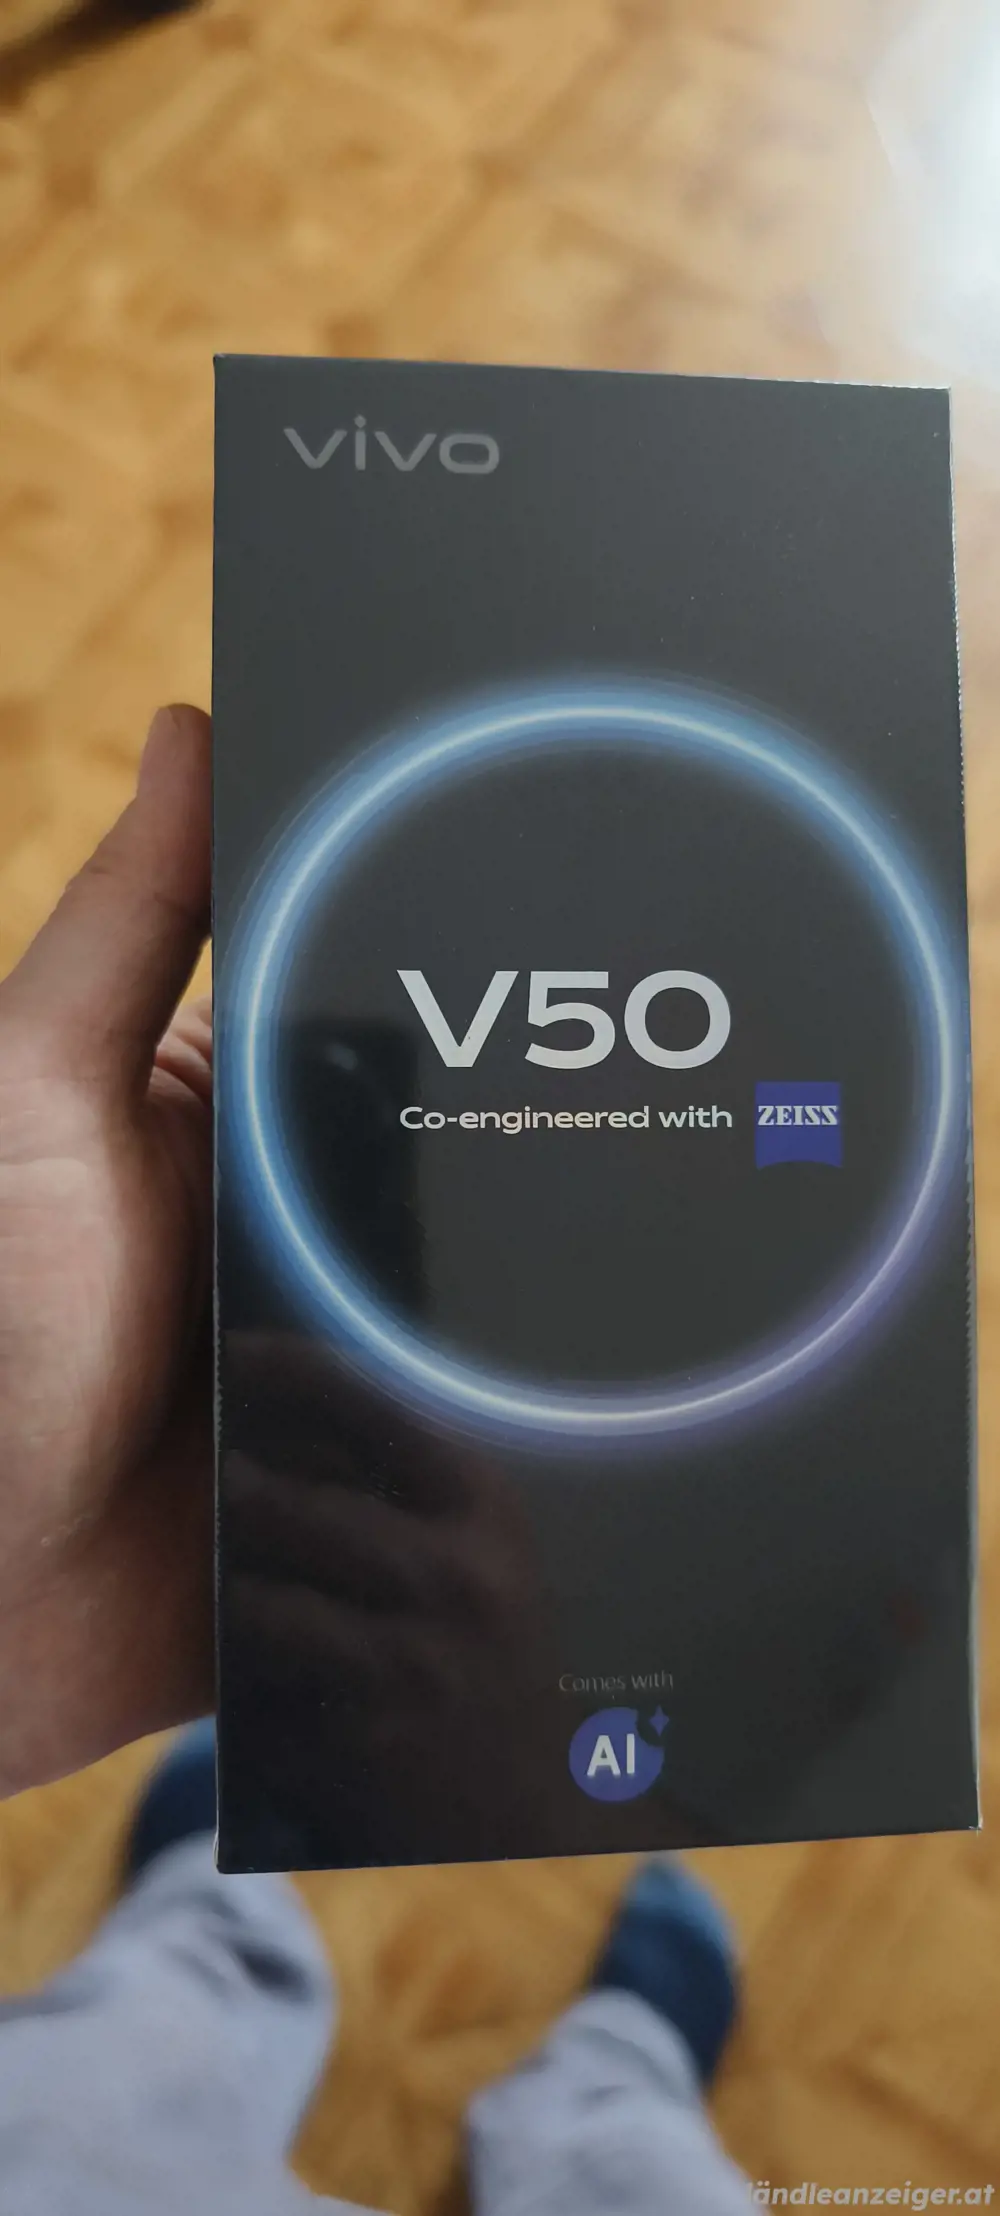 vivo
V50
Co-engineered with ZEISS
Comes with
AI
ländleanzeiger.at